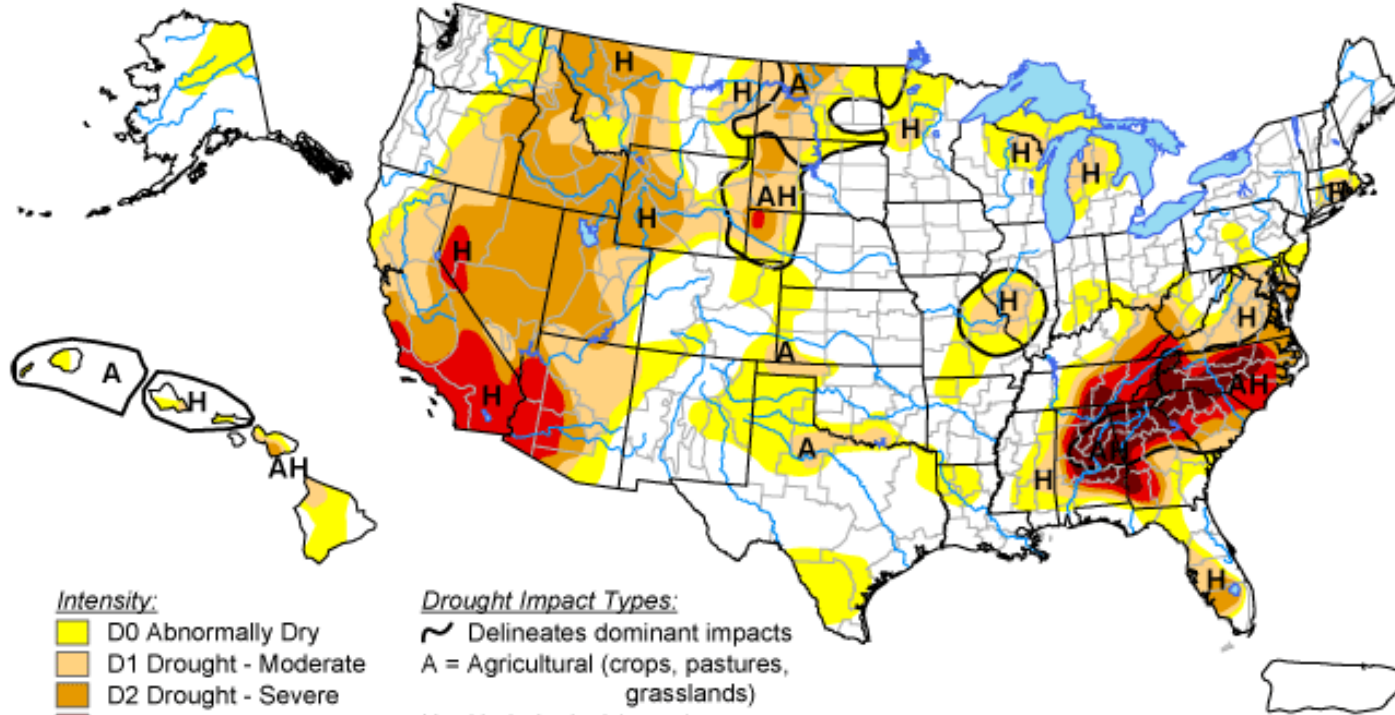 H
H
A
H
H
H
H
H
AH
H
H
H
H
A
A
H
H
AH
H
A
AH
AH
H
H
Intensity:
D0 Abnormally Dry
D1 Drought - Moderate
D2 Drought - Severe
Drought Impact Types:
Delineates dominant impacts
A = Agricultural (crops, pastures,
grasslands)